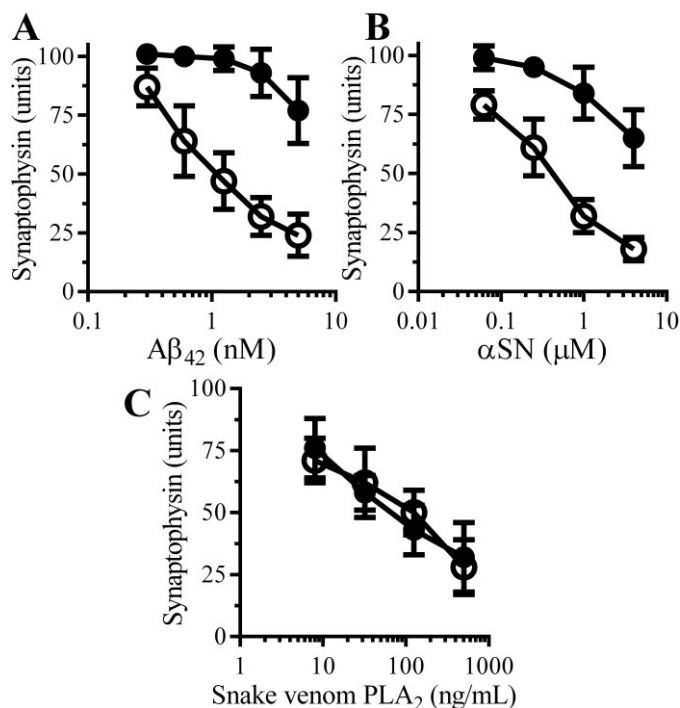 A
Synaptophysin (units)
100
75
50
25
0
0.1 1 10
Aβ₄₂ (nM)
B
Synaptophysin (units)
100
75
50
25
0
0.01 0.1 1 10
αSN (μM)
C
Synaptophysin (units)
100
75
50
25
0
1 10 100 1000
Snake venom PLA₂ (ng/mL)